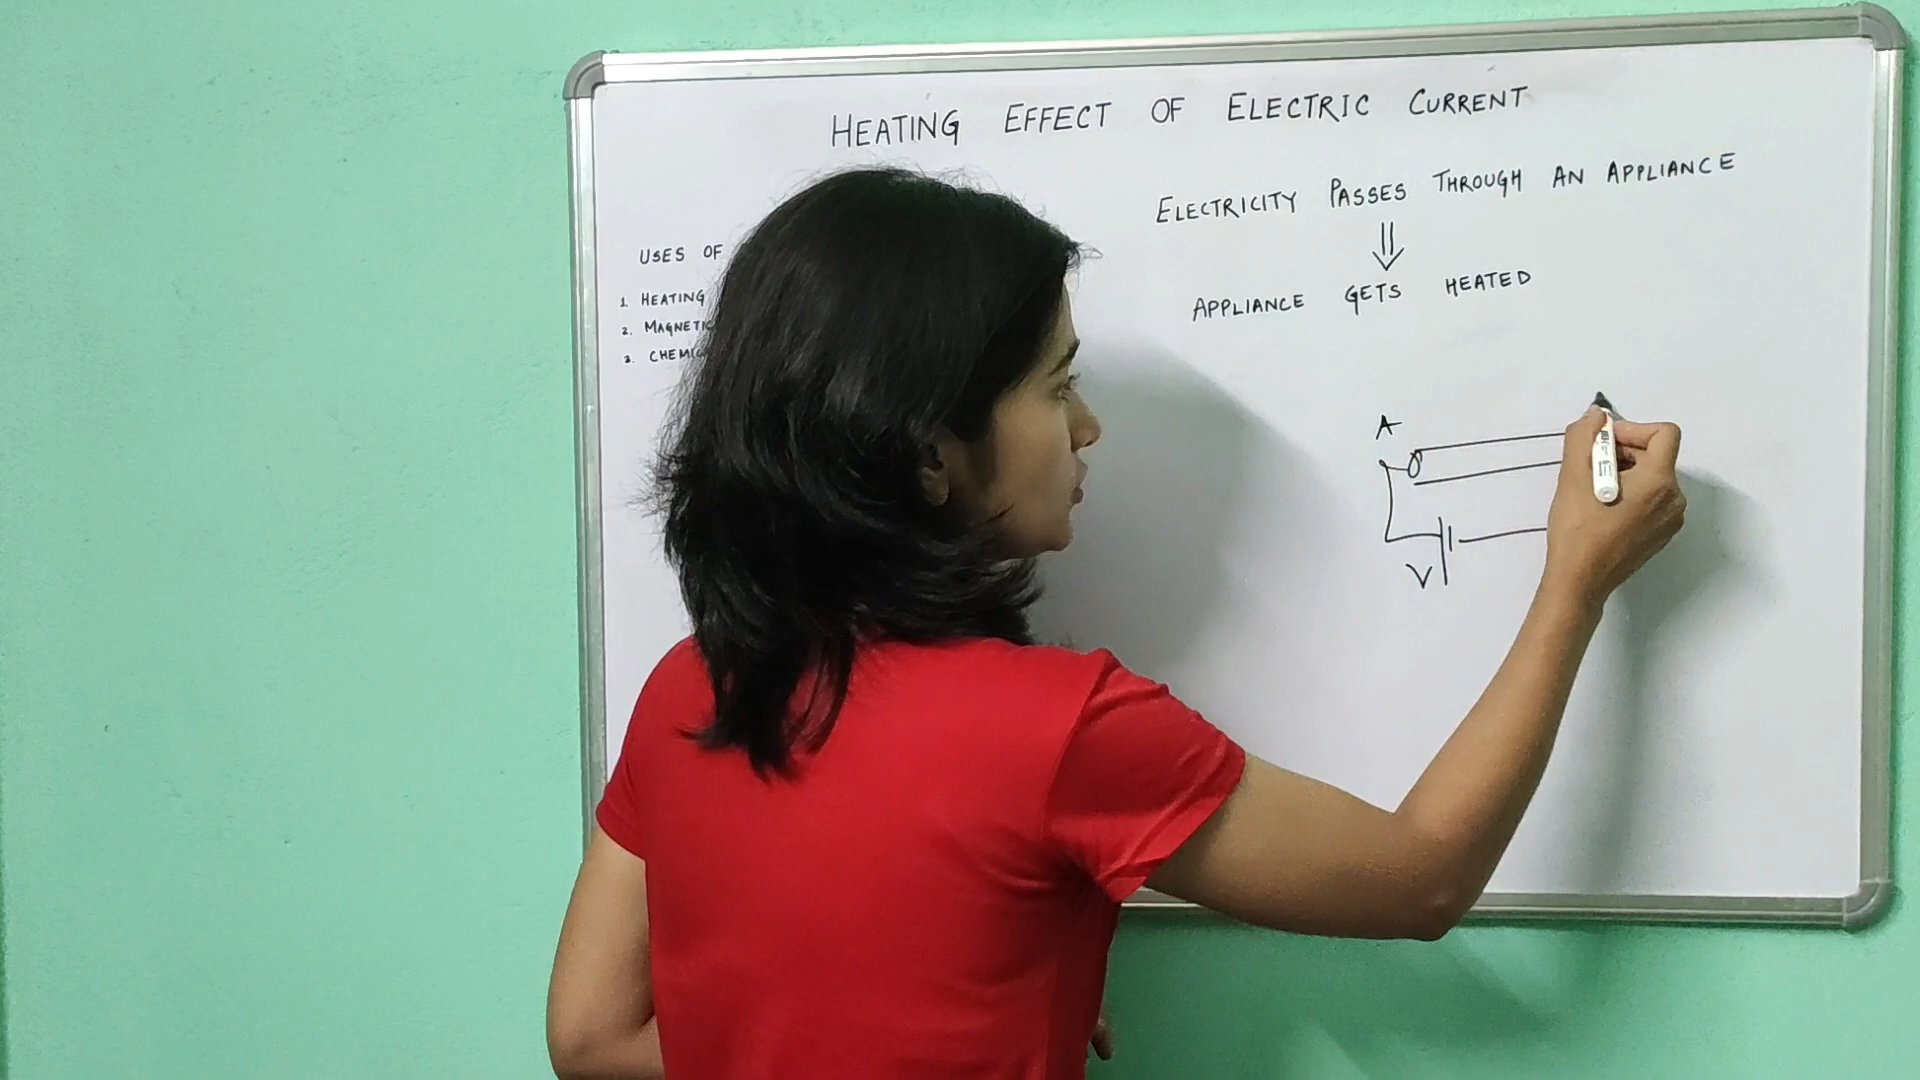 HEATING EFFECT OF ELECTRIC CURRENT
USES OF
1. HEATING
2. MAGNETIC
3.
ELECTRICITY PASSES THROUGH AN APPLIANCE
⇓
APPLIANCE GETS HEATED
A
V